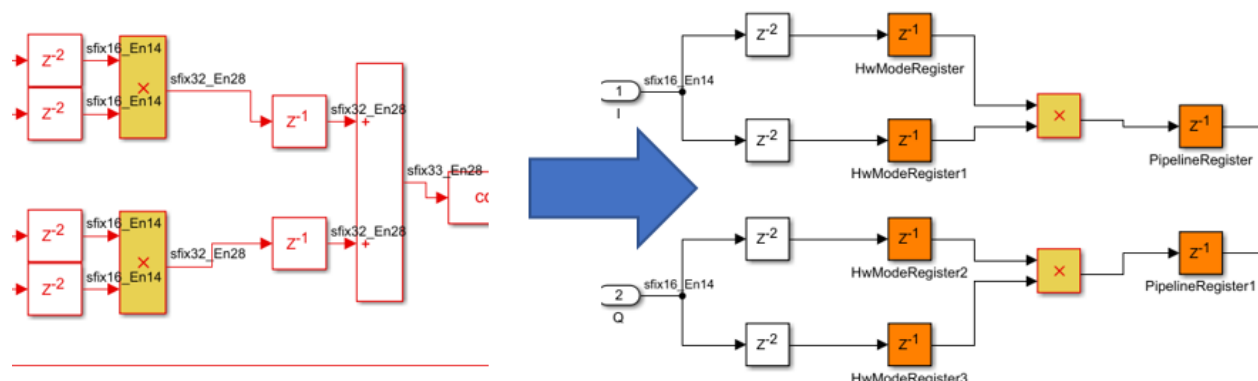 Z-2
sfix16_En14
×
sfix32_En28
Z-2
sfix16_En14
Z-1
sfix32_En28
+
sfix33_En28
Z-2
sfix16_En14
×
sfix32_En28
Z-2
sfix16_En14
Z-1
sfix32_En28
+
1
I
sfix16_En14
Z-2
Z-1
HwModeRegister
Z-2
Z-1
HwModeRegister1
×
Z-1
PipelineRegister
2
Q
sfix16_En14
Z-2
Z-1
HwModeRegister2
Z-2
Z-1
HwModeRegister3
×
Z-1
PipelineRegister1